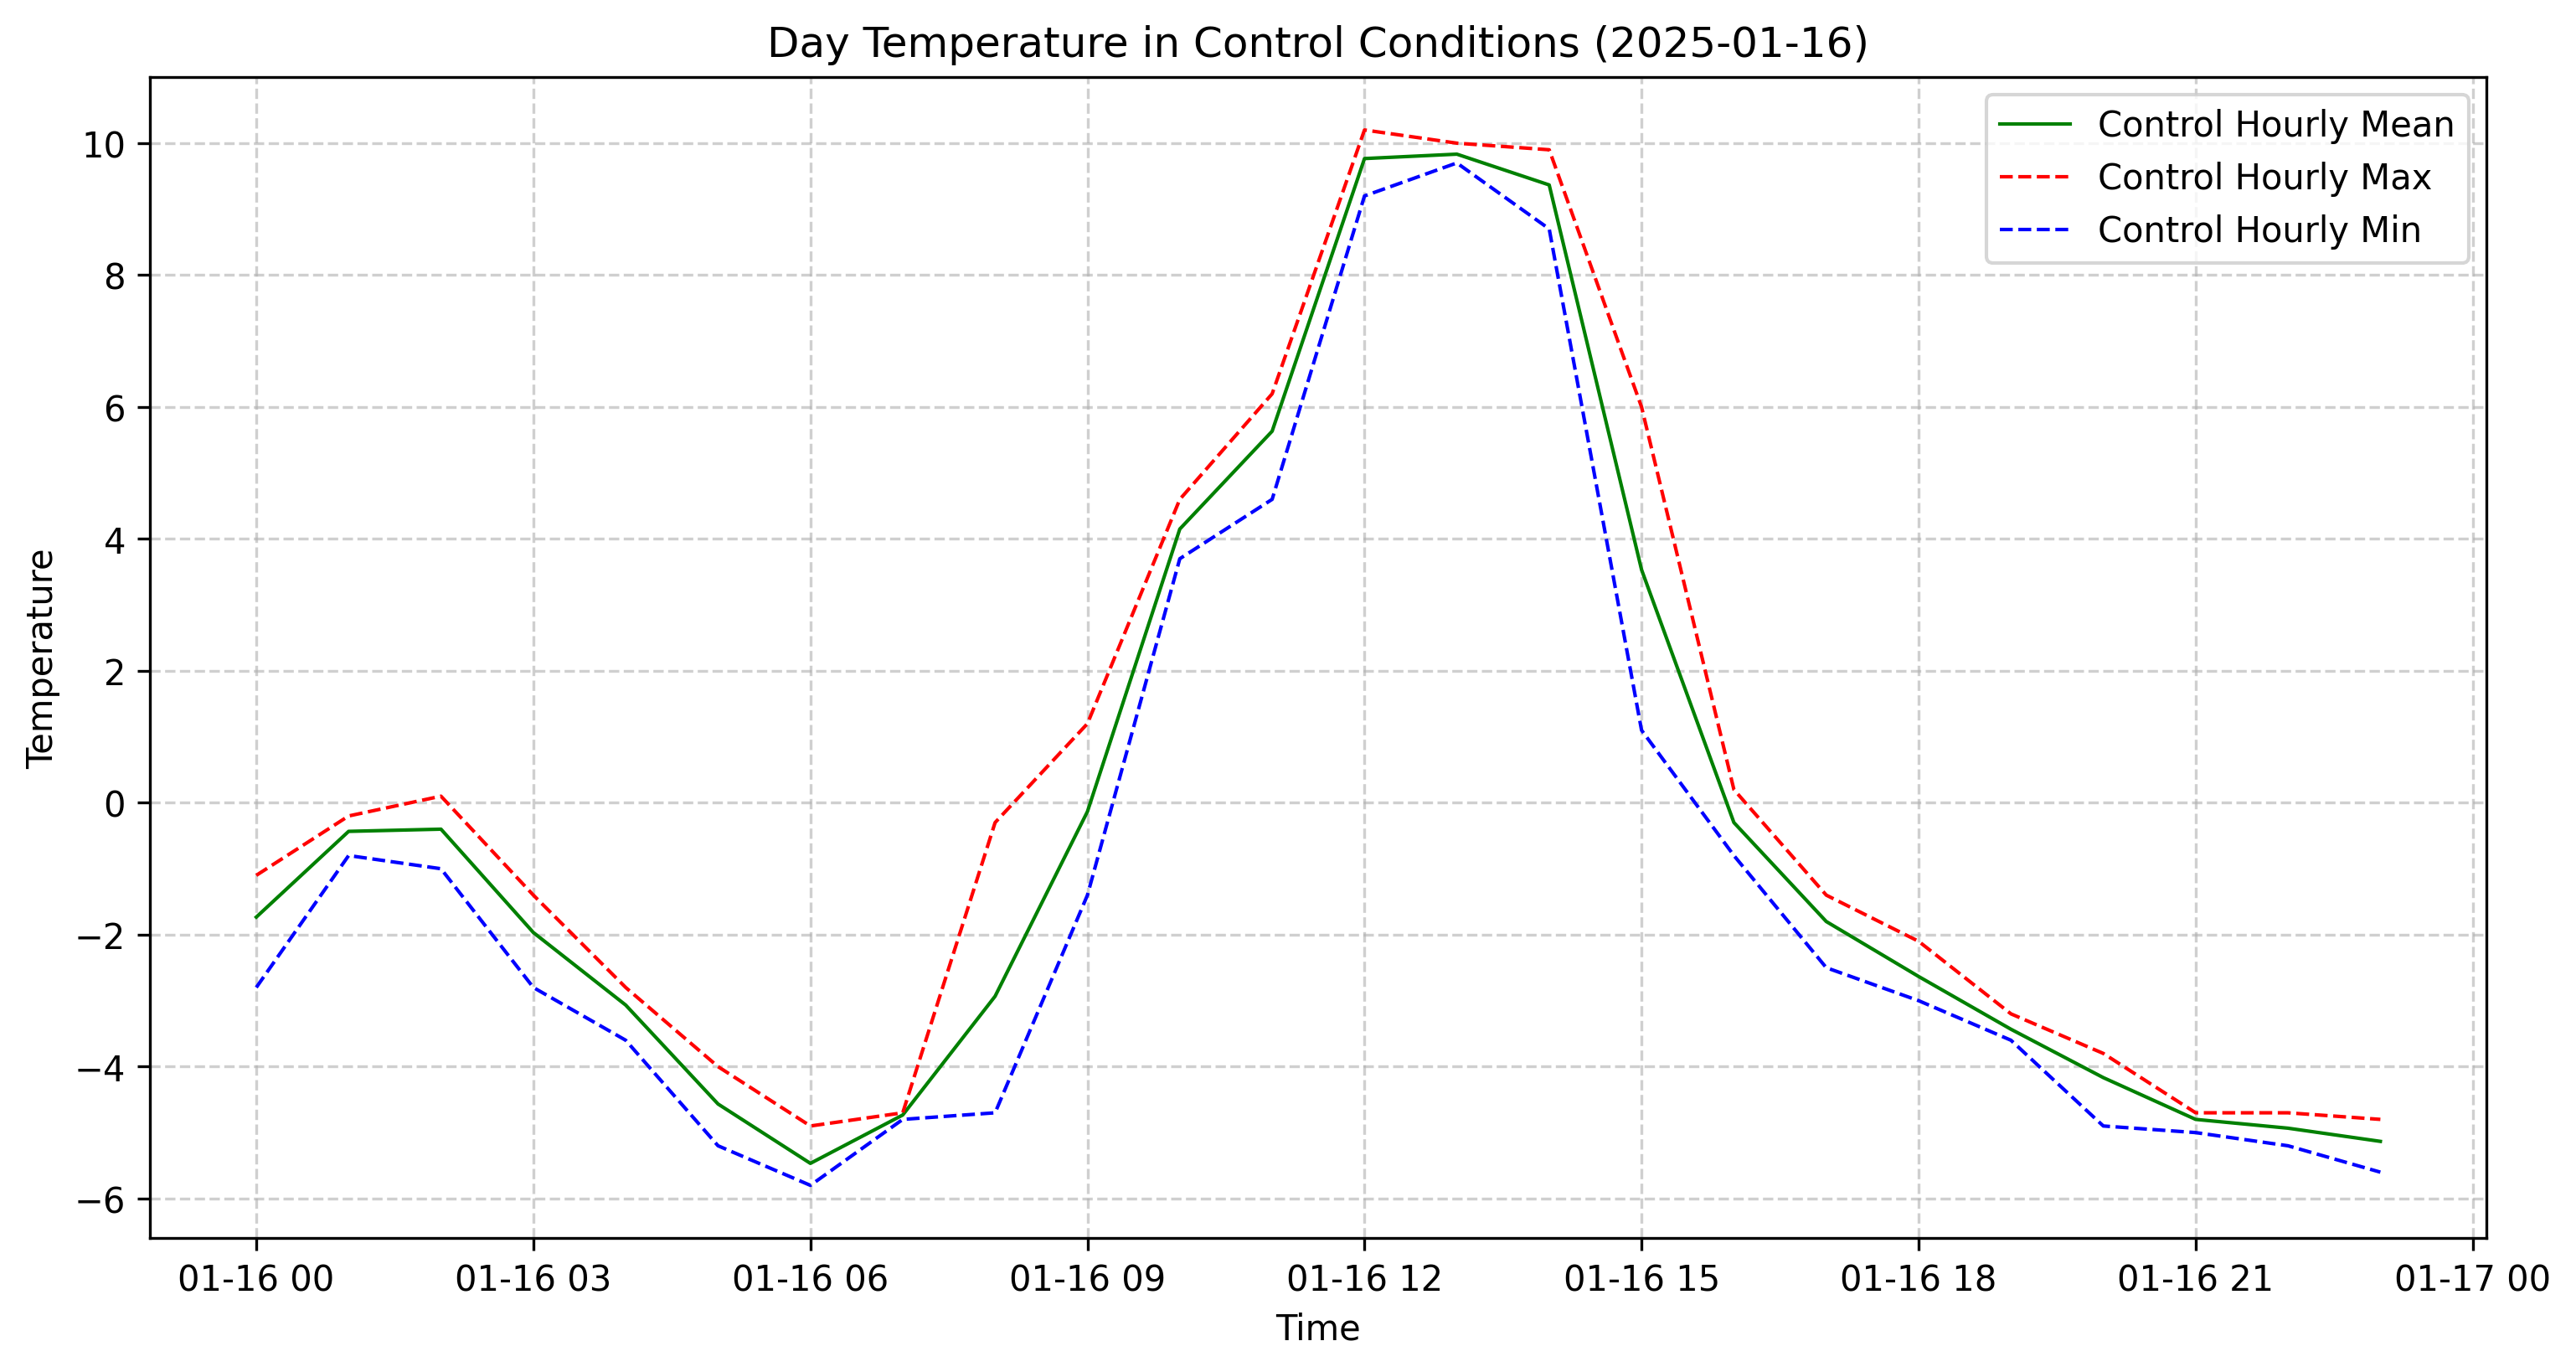 Day Temperature in Control Conditions (2025-01-16)
Control Hourly Mean
Control Hourly Max
Control Hourly Min
10
8
6
4
2
0
−2
−4
−6
Temperature
01-16 00 01-16 03 01-16 06 01-16 09 01-16 12 01-16 15 01-16 18 01-16 21 01-17 00
Time